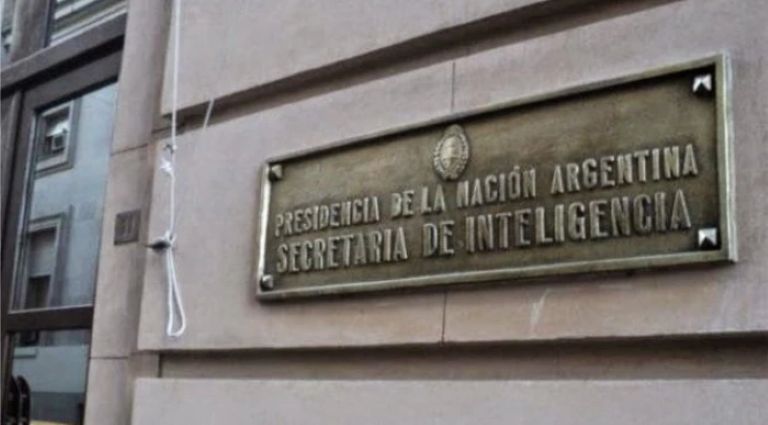 PRESIDENCIA DE LA NACIÓN ARGENTINA
SECRETARIA DE INTELIGENCIA